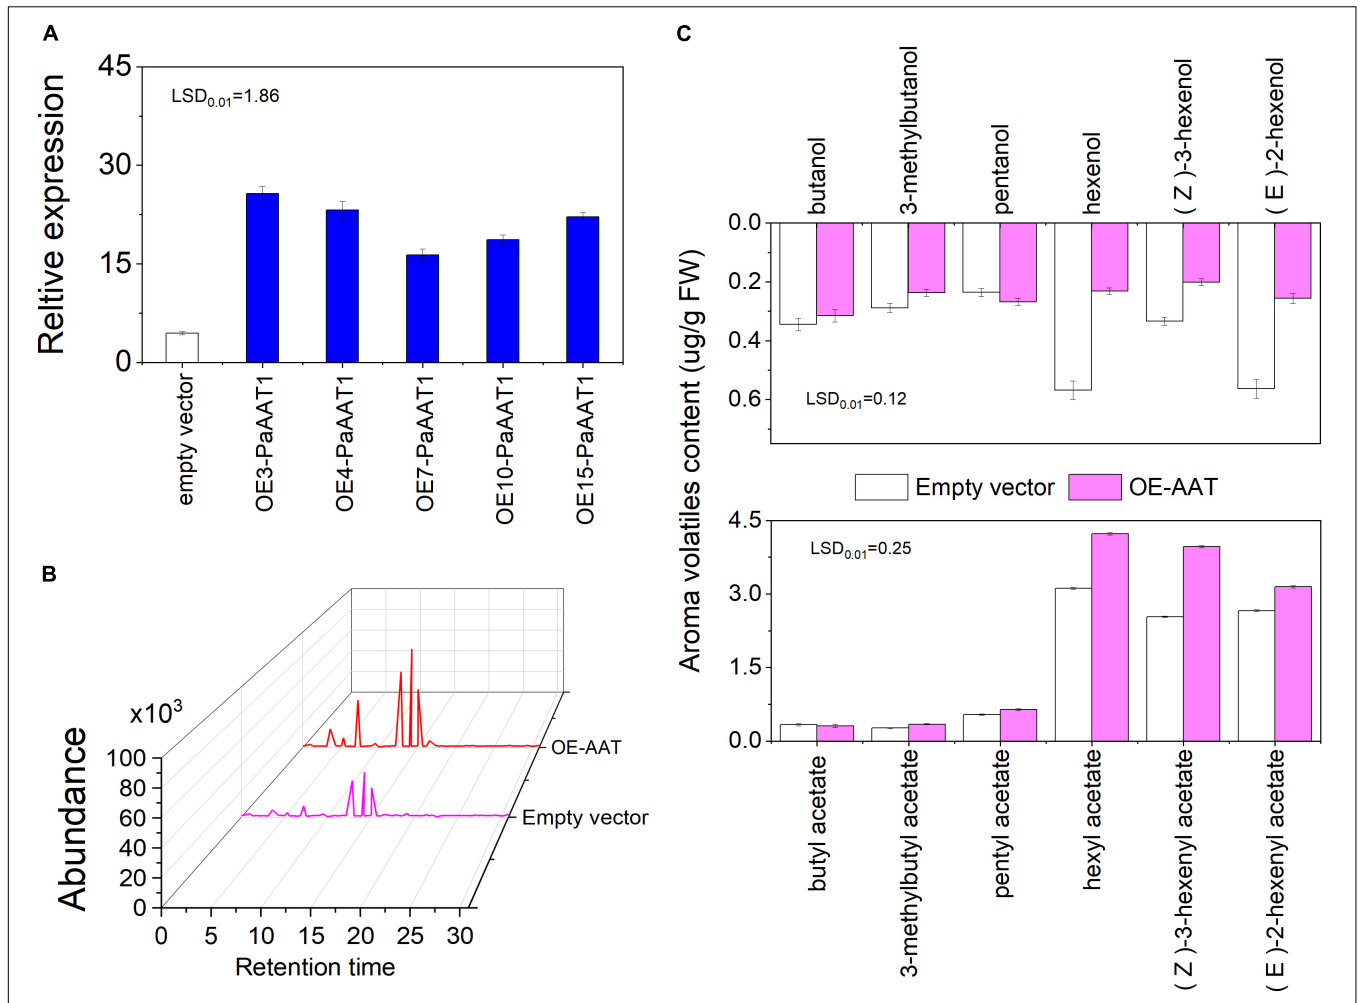 A
Reltive expression
45
30
15
0
LSD0.01=1.86
empty vector
OE3-PaAAT1
OE4-PaAAT1
OE7-PaAAT1
OE10-PaAAT1
OE15-PaAAT1
B
Abundance
x10³
100
80
60
40
20
0
0 5 10 15 20 25 30
Retention time
OE-AAT
Empty vector
C
Aroma volatiles content (ug/g FW)
butanol
3-methylbutanol
pentanol
hexenol
( Z )-3-hexenol
( E )-2-hexenol
0.0
0.2
0.4
0.6
LSD0.01=0.12
Empty vector
OE-AAT
4.5
3.0
1.5
0.0
LSD0.01=0.25
butyl acetate
3-methylbutyl acetate
pentyl acetate
hexyl acetate
( Z )-3-hexenyl acetate
( E )-2-hexenyl acetate